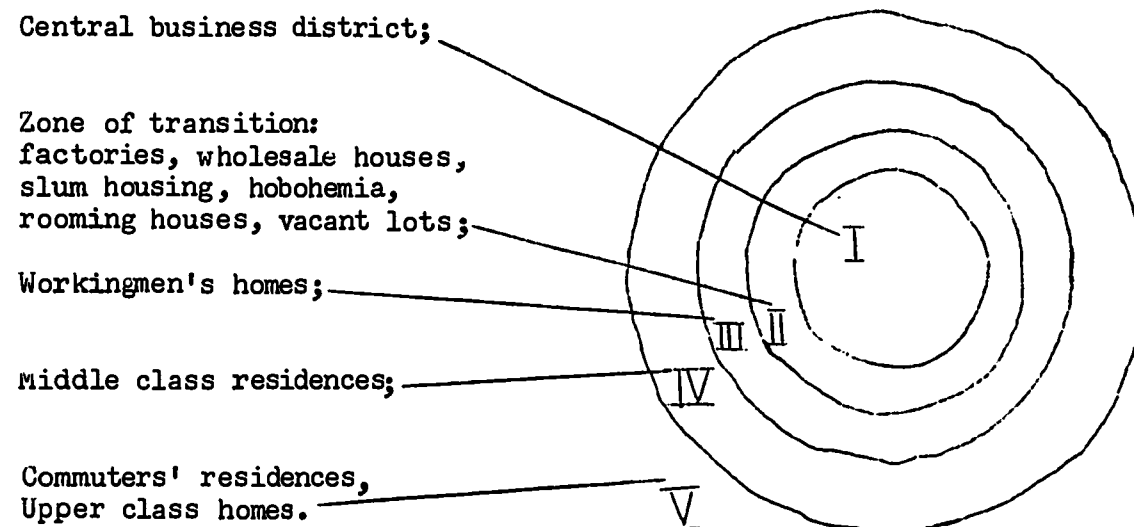 Central business district;
Zone of transition:
factories, wholesale houses,
slum housing, hobohemia,
rooming houses, vacant lots;
Workingmen's homes;
Middle class residences;
Commuters' residences,
Upper class homes.
I
II
III
IV
V